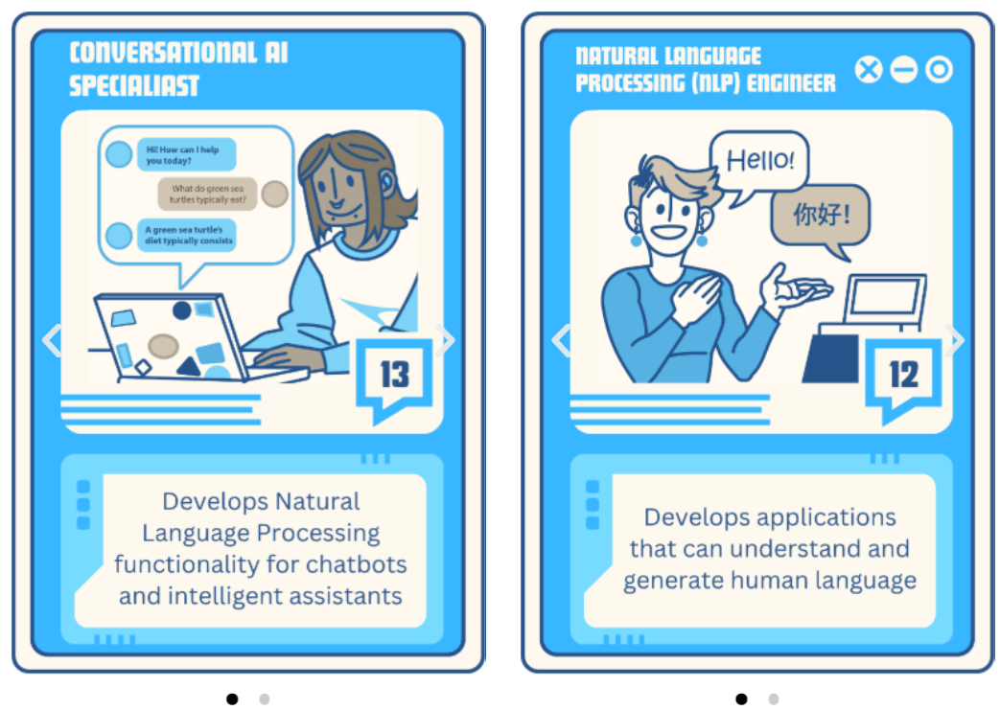 CONVERSATIONAL AI
SPECIALIAST
Hi! How can I help
you today?
What do green sea
turtles typically eat?
A green sea turtle's
diet typically consists
13
Develops Natural
Language Processing
functionality for chatbots
and intelligent assistants
NATURAL LANGUAGE
PROCESSING (NLP) ENGINEER
Hello!
你好!
12
Develops applications
that can understand and
generate human language